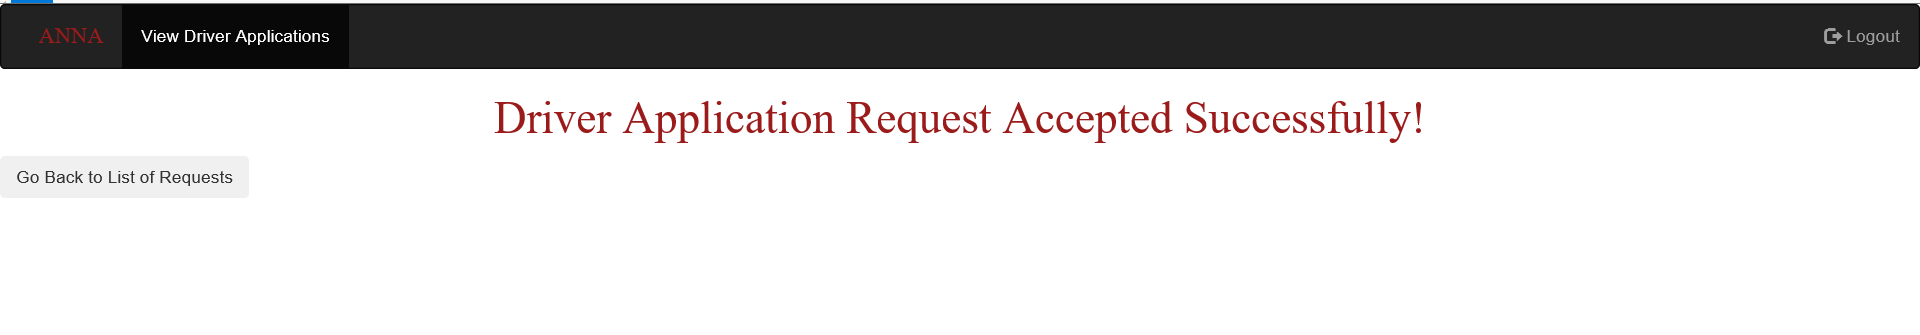 ANNA View Driver Applications Logout
Driver Application Request Accepted Successfully!
Go Back to List of Requests